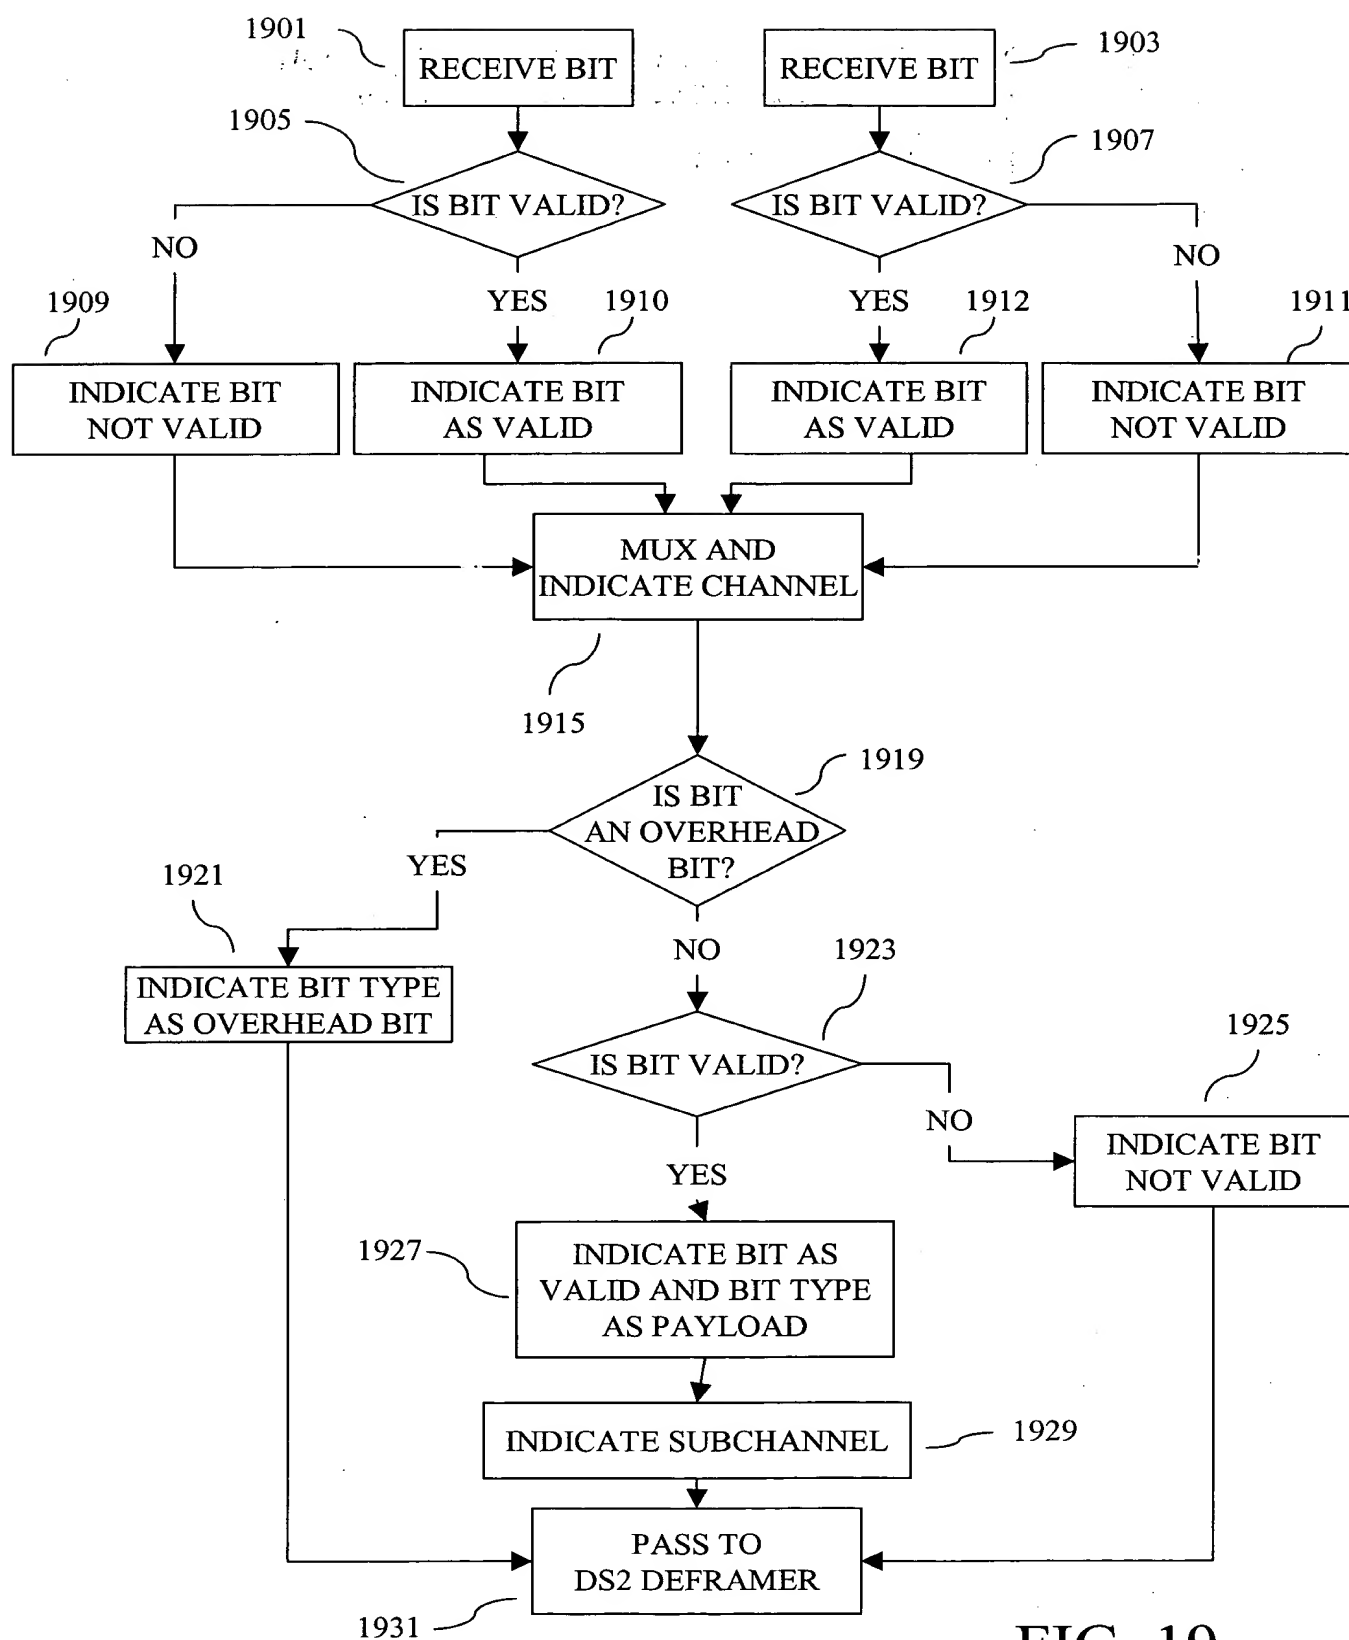 1901
RECEIVE BIT
RECEIVE BIT
1903
1905
1907
IS BIT VALID?
IS BIT VALID?
NO
NO
YES
YES
1909
1910
1912
1911
INDICATE BIT
NOT VALID
INDICATE BIT
AS VALID
INDICATE BIT
AS VALID
INDICATE BIT
NOT VALID
MUX AND
INDICATE CHANNEL
1915
1919
IS BIT
AN OVERHEAD
BIT?
YES
1921
NO
1923
INDICATE BIT TYPE
AS OVERHEAD BIT
IS BIT VALID?
1925
NO
INDICATE BIT
NOT VALID
YES
1927
INDICATE BIT AS
VALID AND BIT TYPE
AS PAYLOAD
INDICATE SUBCHANNEL
1929
PASS TO
DS2 DEFRAMER
1931
FIG. 19